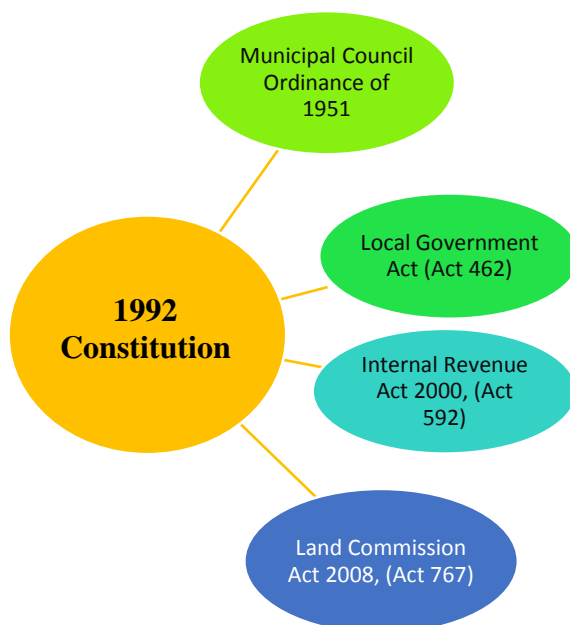 Municipal Council
Ordinance of
1951
Local Government
Act (Act 462)
1992
Constitution
Internal Revenue
Act 2000, (Act
592)
Land Commission
Act 2008, (Act 767)